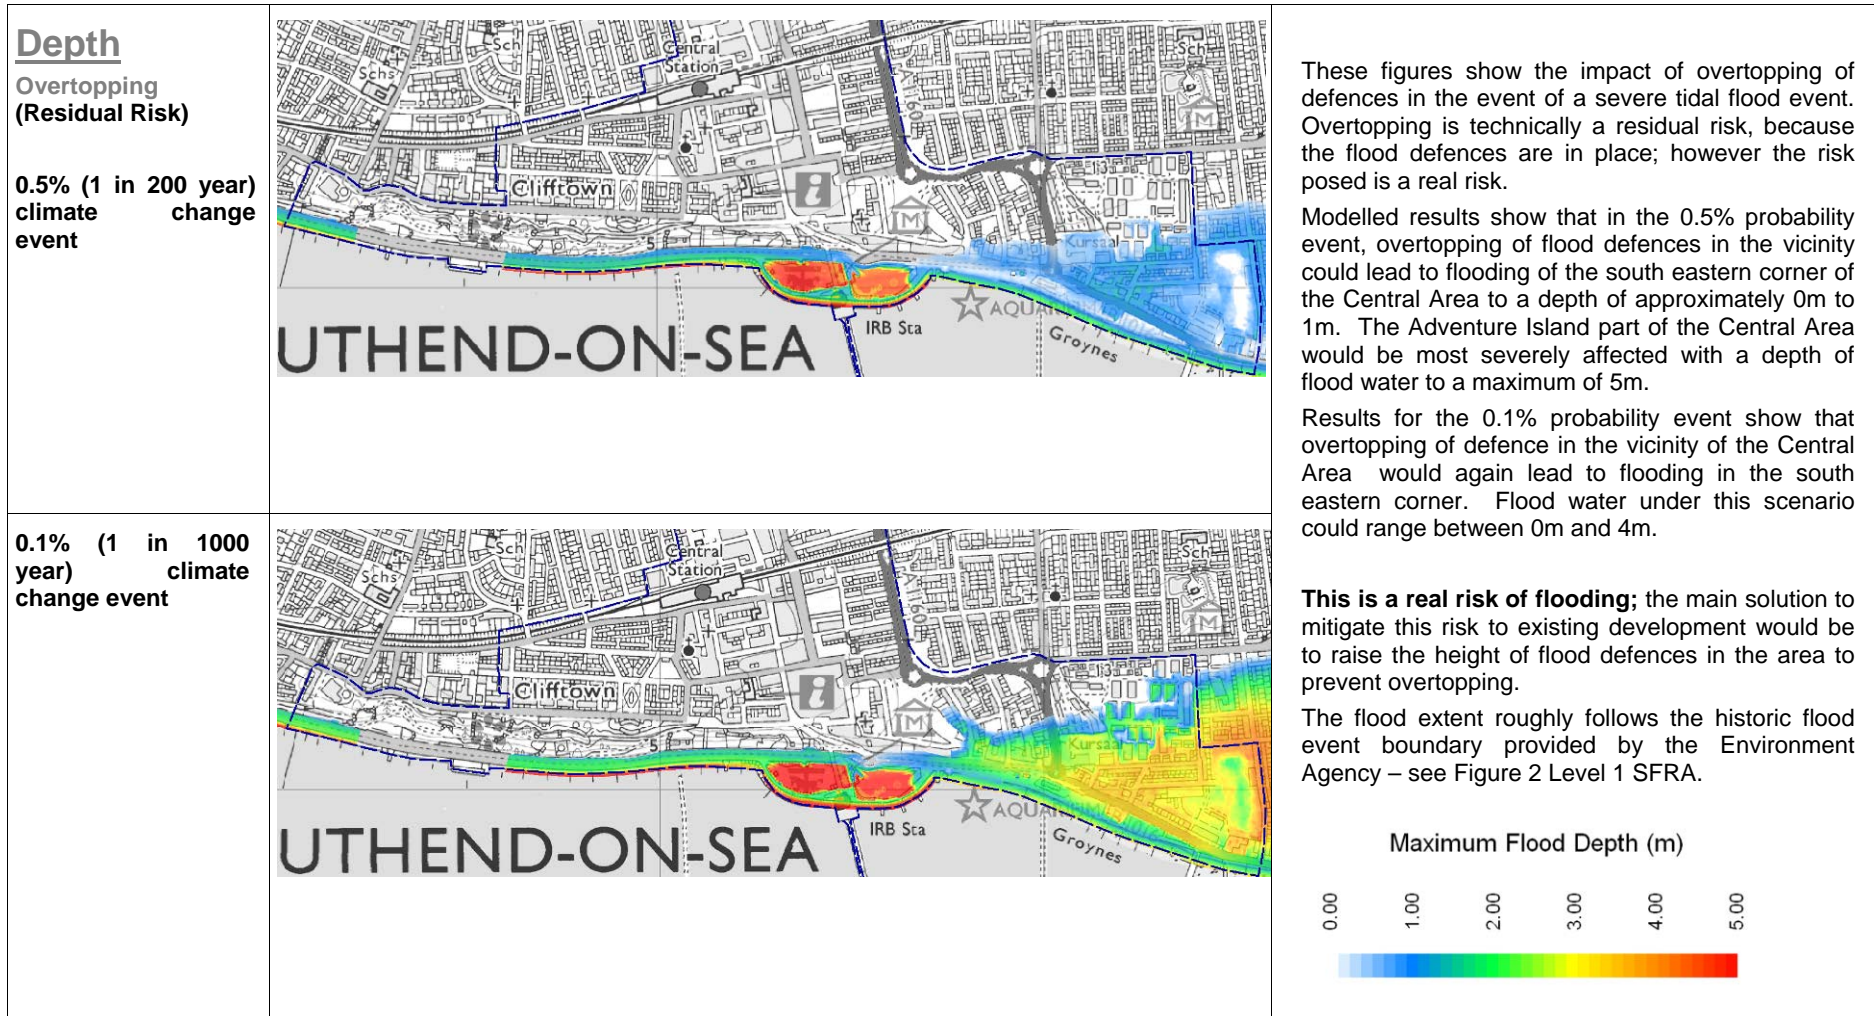 Depth
Overtopping
(Residual Risk)
0.5% (1 in 200 year)
climate change
event
Sch
Schs
Central
Station
Sch
A1160
Clifftown
i
M
M
Kursaal
5
IRB Sta
AQUARIUM
Groynes
UTHEND-ON-SEA
These figures show the impact of overtopping of
defences in the event of a severe tidal flood event.
Overtopping is technically a residual risk, because
the flood defences are in place; however the risk
posed is a real risk.
Modelled results show that in the 0.5% probability
event, overtopping of flood defences in the vicinity
could lead to flooding of the south eastern corner of
the Central Area to a depth of approximately 0m to
1m. The Adventure Island part of the Central Area
would be most severely affected with a depth of
flood water to a maximum of 5m.
Results for the 0.1% probability event show that
overtopping of defence in the vicinity of the Central
Area would again lead to flooding in the south
eastern corner. Flood water under this scenario
could range between 0m and 4m.
0.1% (1 in 1000
year) climate
change event
Sch
Schs
Central
Station
Sch
A1160
Clifftown
i
M
M
Kursaal
5
IRB Sta
AQUARIUM
Groynes
UTHEND-ON-SEA
This is a real risk of flooding; the main solution to
mitigate this risk to existing development would be
to raise the height of flood defences in the area to
prevent overtopping.
The flood extent roughly follows the historic flood
event boundary provided by the Environment
Agency – see Figure 2 Level 1 SFRA.
Maximum Flood Depth (m)
0.00 1.00 2.00 3.00 4.00 5.00